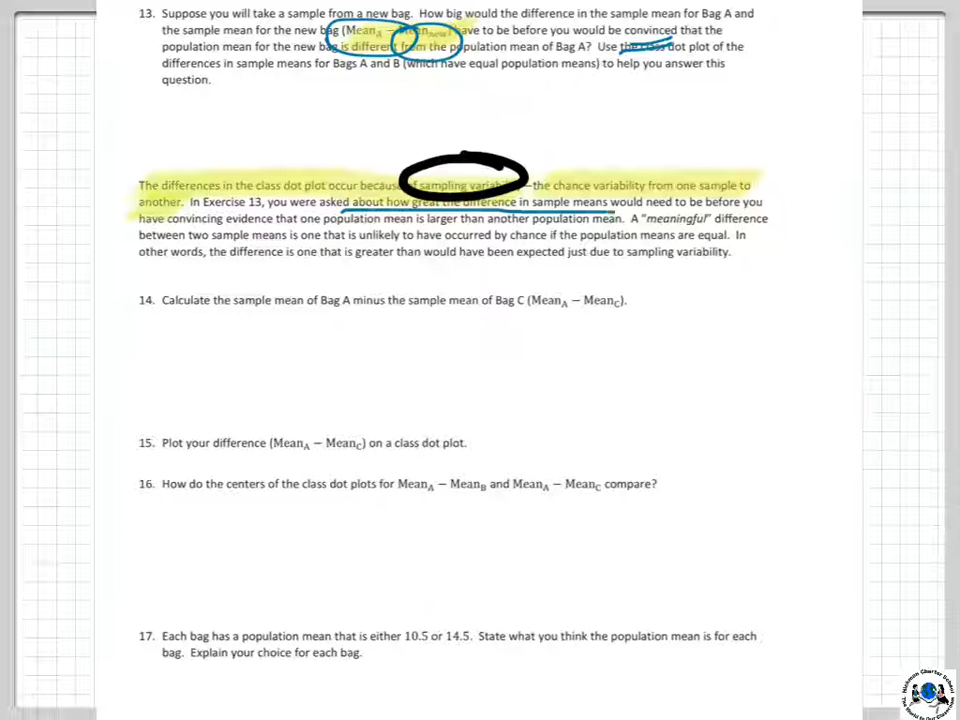 13. Suppose you will take a sample from a new bag. How big would the difference in the sample mean for Bag A and
the sample mean for the new bag (Mean_A − Mean_new) have to be before you would be convinced that the
population mean for the new bag is different from the population mean of Bag A? Use the class dot plot of the
differences in sample means for Bags A and B (which have equal population means) to help you answer this
question.
The differences in the class dot plot occur because of sampling variability—the chance variability from one sample to
another. In Exercise 13, you were asked about how great the difference in sample means would need to be before you
have convincing evidence that one population mean is larger than another population mean. A "meaningful" difference
between two sample means is one that is unlikely to have occurred by chance if the population means are equal. In
other words, the difference is one that is greater than would have been expected just due to sampling variability.
14. Calculate the sample mean of Bag A minus the sample mean of Bag C (Mean_A − Mean_C).
15. Plot your difference (Mean_A − Mean_C) on a class dot plot.
16. How do the centers of the class dot plots for Mean_A − Mean_B and Mean_A − Mean_C compare?
17. Each bag has a population mean that is either 10.5 or 14.5. State what you think the population mean is for each
bag. Explain your choice for each bag.